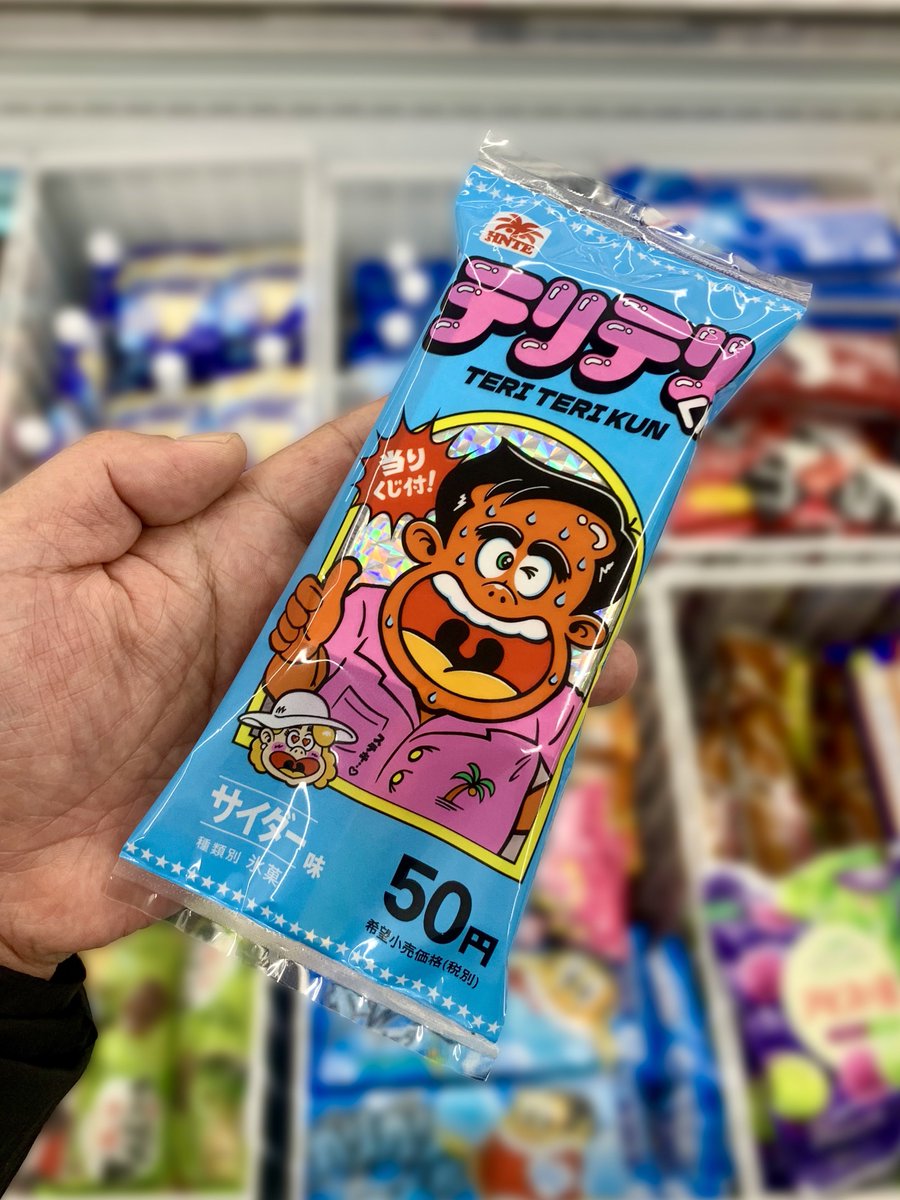 HNTE
テリテリ
くん
TERI TERI KUN
当り
くじ付!
サイダー味
種類別 氷菓
50円
希望小売価格(税別)